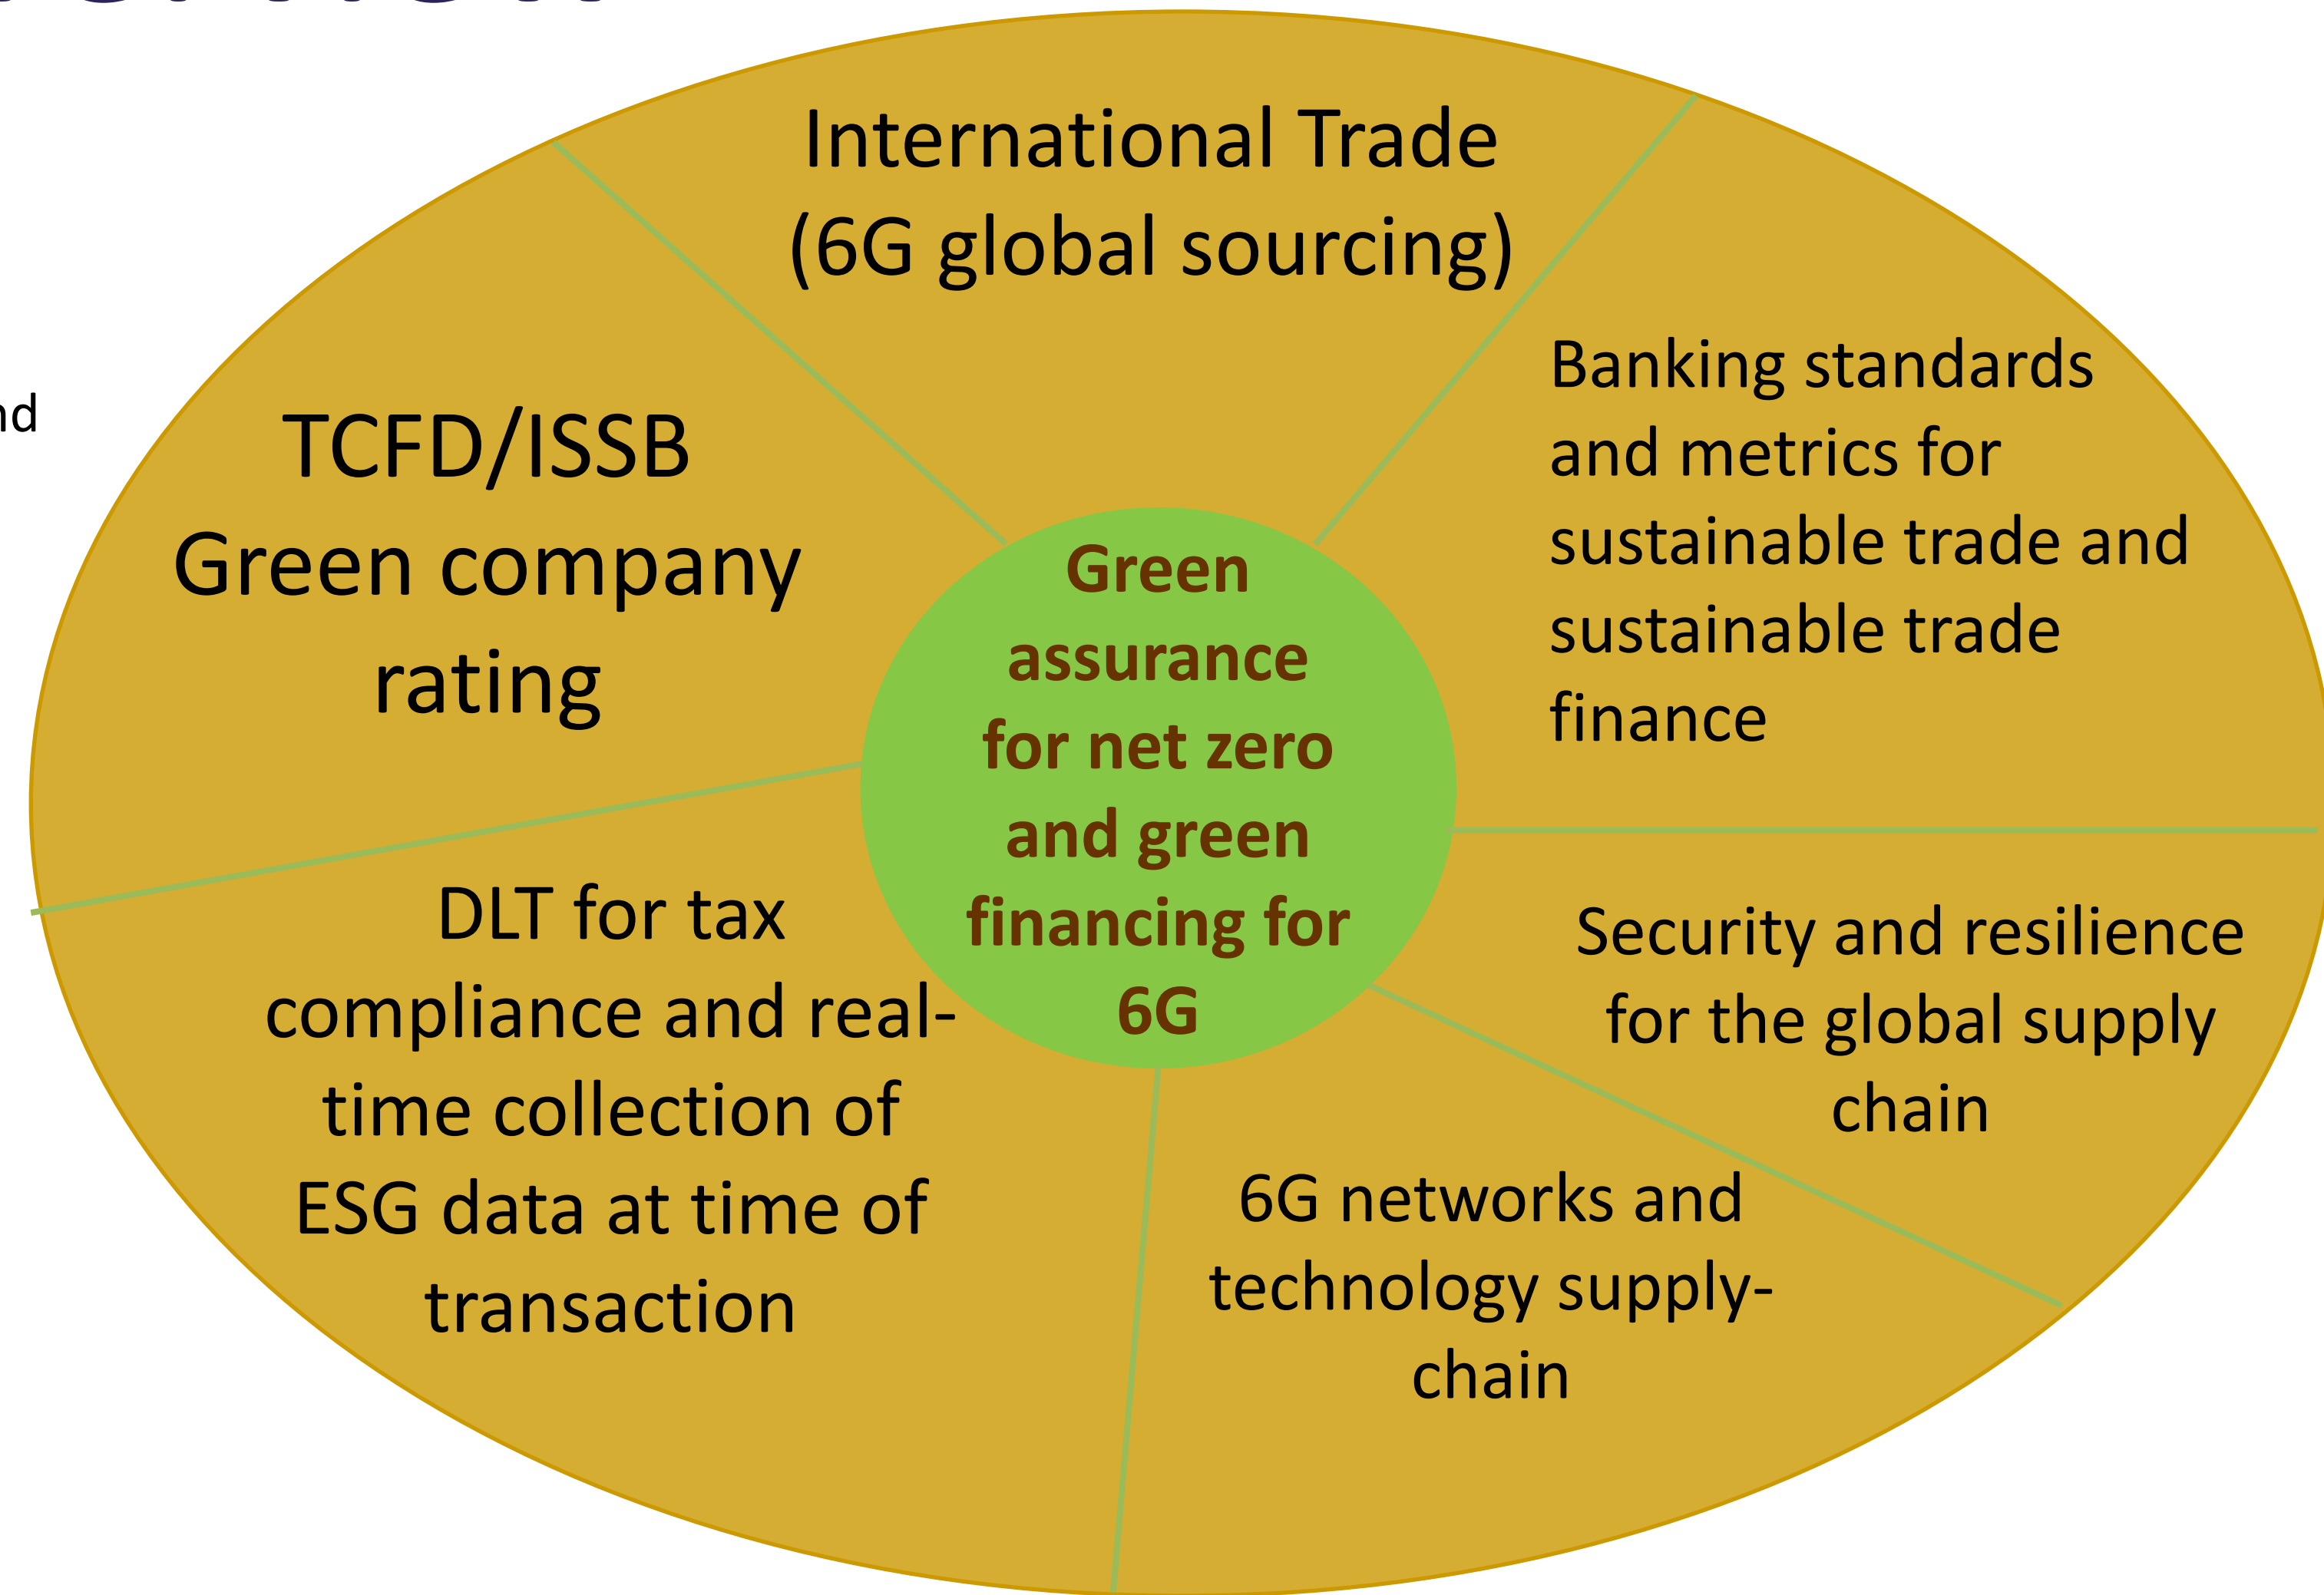 International Trade
(6G global sourcing)
Banking standards
and metrics for
sustainable trade and
sustainable trade
finance
nd
TCFD/ISSB
Green company
rating
Green
assurance
for net zero
and green
financing for
6G
DLT for tax
compliance and real-
time collection of
ESG data at time of
transaction
Security and resilience
for the global supply
chain
6G networks and
technology supply-
chain